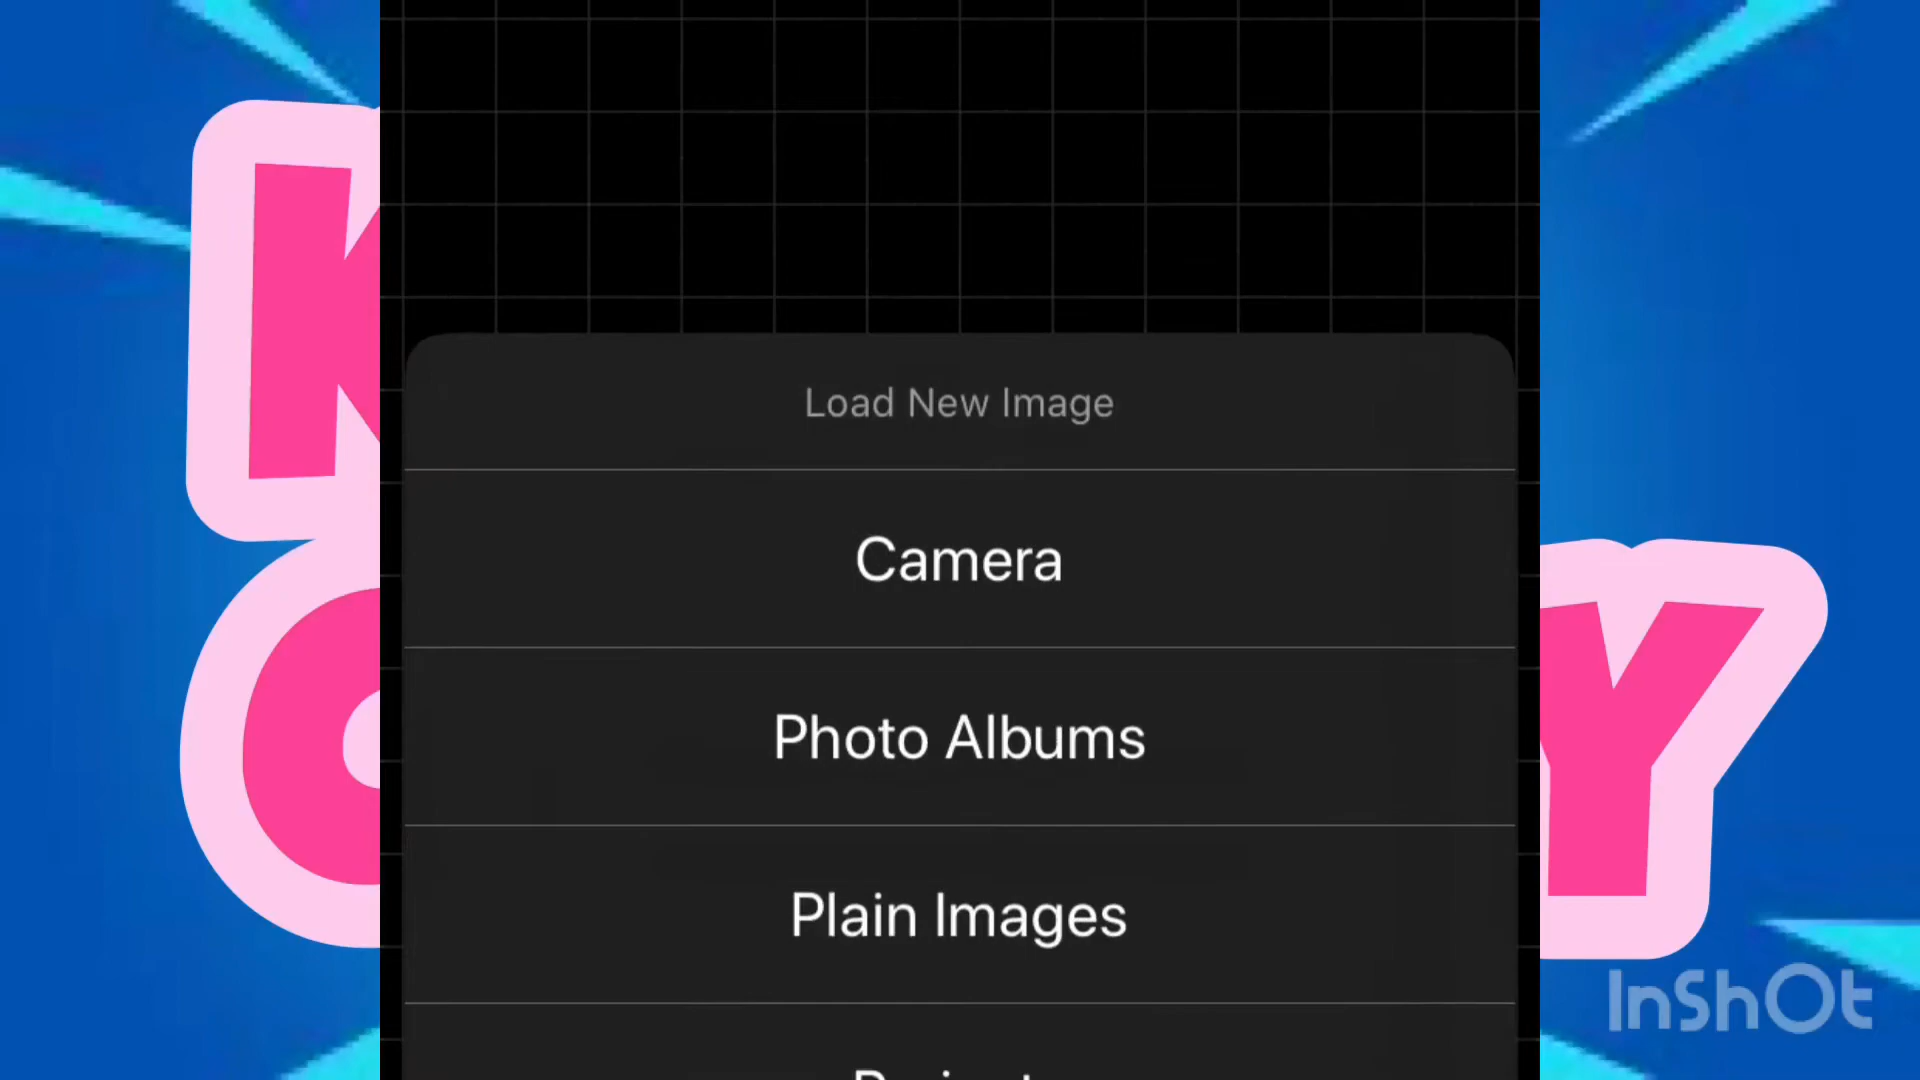 K
Load New Image
Camera
Photo Albums
Plain Images
Y
InShOt